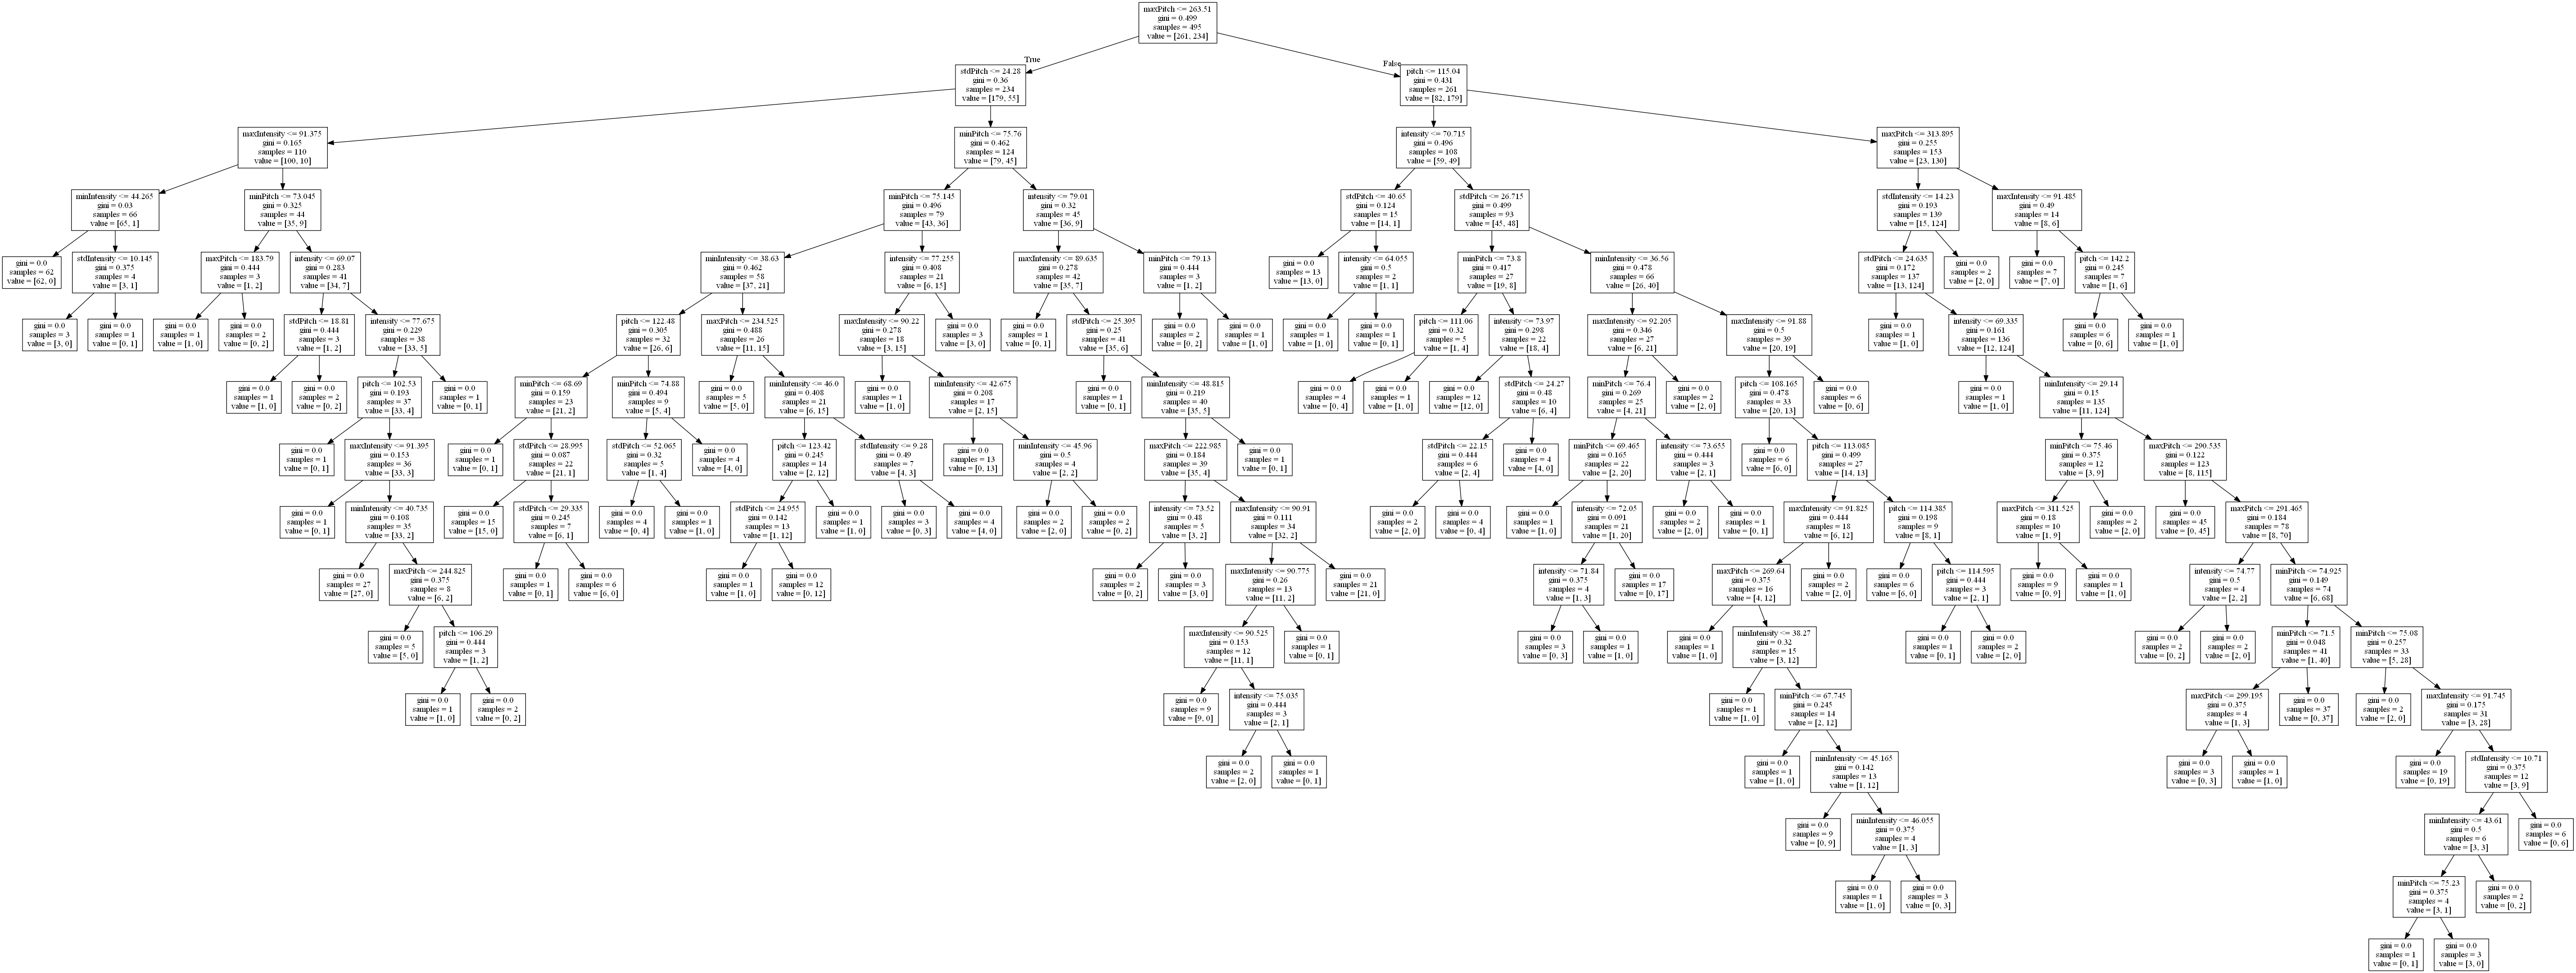 maxPitch <= 263.51
gini = 0.499
samples = 495
value = [261, 234]
True
False
stdPitch <= 24.28
gini = 0.36
samples = 234
value = [179, 55]
pitch <= 115.04
gini = 0.431
samples = 261
value = [82, 179]
maxIntensity <= 91.375
gini = 0.165
samples = 110
value = [100, 10]
minPitch <= 75.76
gini = 0.462
samples = 124
value = [79, 45]
intensity <= 70.715
gini = 0.496
samples = 108
value = [59, 49]
maxPitch <= 313.895
gini = 0.255
samples = 153
value = [23, 130]
minIntensity <= 44.265
gini = 0.03
samples = 66
value = [65, 1]
minPitch <= 73.045
gini = 0.325
samples = 44
value = [35, 9]
minPitch <= 75.145
gini = 0.496
samples = 79
value = [43, 36]
intensity <= 79.01
gini = 0.32
samples = 45
value = [36, 9]
stdPitch <= 40.65
gini = 0.124
samples = 15
value = [14, 1]
stdPitch <= 26.715
gini = 0.499
samples = 93
value = [45, 48]
stdIntensity <= 14.23
gini = 0.193
samples = 139
value = [15, 124]
maxIntensity <= 91.485
gini = 0.49
samples = 14
value = [8, 6]
gini = 0.0
samples = 62
value = [62, 0]
stdIntensity <= 10.145
gini = 0.375
samples = 4
value = [3, 1]
maxPitch <= 183.79
gini = 0.444
samples = 3
value = [1, 2]
intensity <= 69.07
gini = 0.283
samples = 41
value = [34, 7]
minIntensity <= 38.63
gini = 0.462
samples = 58
value = [37, 21]
intensity <= 77.255
gini = 0.408
samples = 21
value = [6, 15]
maxIntensity <= 89.635
gini = 0.278
samples = 42
value = [35, 7]
minPitch <= 79.13
gini = 0.444
samples = 3
value = [1, 2]
gini = 0.0
samples = 13
value = [13, 0]
intensity <= 64.055
gini = 0.5
samples = 2
value = [1, 1]
minPitch <= 73.8
gini = 0.417
samples = 27
value = [19, 8]
minIntensity <= 36.56
gini = 0.478
samples = 66
value = [26, 40]
stdPitch <= 24.635
gini = 0.172
samples = 137
value = [13, 124]
gini = 0.0
samples = 2
value = [2, 0]
gini = 0.0
samples = 7
value = [7, 0]
pitch <= 142.2
gini = 0.245
samples = 7
value = [1, 6]
gini = 0.0
samples = 3
value = [3, 0]
gini = 0.0
samples = 1
value = [0, 1]
gini = 0.0
samples = 1
value = [1, 0]
gini = 0.0
samples = 2
value = [0, 2]
stdPitch <= 18.81
gini = 0.444
samples = 3
value = [1, 2]
intensity <= 77.675
gini = 0.229
samples = 38
value = [33, 5]
pitch <= 122.48
gini = 0.305
samples = 32
value = [26, 6]
maxPitch <= 234.525
gini = 0.488
samples = 26
value = [11, 15]
maxIntensity <= 90.22
gini = 0.278
samples = 18
value = [3, 15]
gini = 0.0
samples = 3
value = [3, 0]
gini = 0.0
samples = 1
value = [0, 1]
stdPitch <= 25.395
gini = 0.25
samples = 41
value = [35, 6]
gini = 0.0
samples = 2
value = [0, 2]
gini = 0.0
samples = 1
value = [1, 0]
gini = 0.0
samples = 1
value = [1, 0]
gini = 0.0
samples = 1
value = [0, 1]
pitch <= 111.06
gini = 0.32
samples = 5
value = [1, 4]
intensity <= 73.97
gini = 0.298
samples = 22
value = [18, 4]
maxIntensity <= 92.205
gini = 0.346
samples = 27
value = [6, 21]
maxIntensity <= 91.88
gini = 0.5
samples = 39
value = [20, 19]
gini = 0.0
samples = 1
value = [1, 0]
intensity <= 69.335
gini = 0.161
samples = 136
value = [12, 124]
gini = 0.0
samples = 6
value = [0, 6]
gini = 0.0
samples = 1
value = [1, 0]
gini = 0.0
samples = 1
value = [1, 0]
gini = 0.0
samples = 2
value = [0, 2]
pitch <= 102.53
gini = 0.193
samples = 37
value = [33, 4]
gini = 0.0
samples = 1
value = [0, 1]
minPitch <= 68.69
gini = 0.159
samples = 23
value = [21, 2]
minPitch <= 74.88
gini = 0.494
samples = 9
value = [5, 4]
gini = 0.0
samples = 5
value = [5, 0]
minIntensity <= 46.0
gini = 0.408
samples = 21
value = [6, 15]
gini = 0.0
samples = 1
value = [1, 0]
minIntensity <= 42.675
gini = 0.208
samples = 17
value = [2, 15]
gini = 0.0
samples = 1
value = [0, 1]
minIntensity <= 48.815
gini = 0.219
samples = 40
value = [35, 5]
gini = 0.0
samples = 4
value = [0, 4]
gini = 0.0
samples = 1
value = [1, 0]
gini = 0.0
samples = 12
value = [12, 0]
stdPitch <= 24.27
gini = 0.48
samples = 10
value = [6, 4]
minPitch <= 76.4
gini = 0.269
samples = 25
value = [4, 21]
gini = 0.0
samples = 2
value = [2, 0]
pitch <= 108.165
gini = 0.478
samples = 33
value = [20, 13]
gini = 0.0
samples = 6
value = [0, 6]
gini = 0.0
samples = 1
value = [1, 0]
minIntensity <= 29.14
gini = 0.15
samples = 135
value = [11, 124]
gini = 0.0
samples = 1
value = [0, 1]
maxIntensity <= 91.395
gini = 0.153
samples = 36
value = [33, 3]
gini = 0.0
samples = 1
value = [0, 1]
stdPitch <= 28.995
gini = 0.087
samples = 22
value = [21, 1]
stdPitch <= 52.065
gini = 0.32
samples = 5
value = [1, 4]
gini = 0.0
samples = 4
value = [4, 0]
pitch <= 123.42
gini = 0.245
samples = 14
value = [2, 12]
stdIntensity <= 9.28
gini = 0.49
samples = 7
value = [4, 3]
gini = 0.0
samples = 13
value = [0, 13]
minIntensity <= 45.96
gini = 0.5
samples = 4
value = [2, 2]
maxPitch <= 222.985
gini = 0.184
samples = 39
value = [35, 4]
gini = 0.0
samples = 1
value = [0, 1]
stdPitch <= 22.15
gini = 0.444
samples = 6
value = [2, 4]
gini = 0.0
samples = 4
value = [4, 0]
minPitch <= 69.465
gini = 0.165
samples = 22
value = [2, 20]
intensity <= 73.655
gini = 0.444
samples = 3
value = [2, 1]
gini = 0.0
samples = 6
value = [6, 0]
pitch <= 113.085
gini = 0.499
samples = 27
value = [14, 13]
minPitch <= 75.46
gini = 0.375
samples = 12
value = [3, 9]
maxPitch <= 290.535
gini = 0.122
samples = 123
value = [8, 115]
gini = 0.0
samples = 1
value = [0, 1]
minIntensity <= 40.735
gini = 0.108
samples = 35
value = [33, 2]
gini = 0.0
samples = 15
value = [15, 0]
stdPitch <= 29.335
gini = 0.245
samples = 7
value = [6, 1]
gini = 0.0
samples = 4
value = [0, 4]
gini = 0.0
samples = 1
value = [1, 0]
stdPitch <= 24.955
gini = 0.142
samples = 13
value = [1, 12]
gini = 0.0
samples = 1
value = [1, 0]
gini = 0.0
samples = 3
value = [0, 3]
gini = 0.0
samples = 4
value = [4, 0]
gini = 0.0
samples = 2
value = [2, 0]
gini = 0.0
samples = 2
value = [0, 2]
intensity <= 73.52
gini = 0.48
samples = 5
value = [3, 2]
maxIntensity <= 90.91
gini = 0.111
samples = 34
value = [32, 2]
gini = 0.0
samples = 2
value = [2, 0]
gini = 0.0
samples = 4
value = [0, 4]
gini = 0.0
samples = 1
value = [1, 0]
intensity <= 72.05
gini = 0.091
samples = 21
value = [1, 20]
gini = 0.0
samples = 2
value = [2, 0]
gini = 0.0
samples = 1
value = [0, 1]
maxIntensity <= 91.825
gini = 0.444
samples = 18
value = [6, 12]
pitch <= 114.385
gini = 0.198
samples = 9
value = [8, 1]
maxPitch <= 311.525
gini = 0.18
samples = 10
value = [1, 9]
gini = 0.0
samples = 2
value = [2, 0]
gini = 0.0
samples = 45
value = [0, 45]
maxPitch <= 291.465
gini = 0.184
samples = 78
value = [8, 70]
gini = 0.0
samples = 27
value = [27, 0]
maxPitch <= 244.825
gini = 0.375
samples = 8
value = [6, 2]
gini = 0.0
samples = 1
value = [0, 1]
gini = 0.0
samples = 6
value = [6, 0]
gini = 0.0
samples = 1
value = [1, 0]
gini = 0.0
samples = 12
value = [0, 12]
gini = 0.0
samples = 2
value = [0, 2]
gini = 0.0
samples = 3
value = [3, 0]
maxIntensity <= 90.775
gini = 0.26
samples = 13
value = [11, 2]
gini = 0.0
samples = 21
value = [21, 0]
intensity <= 71.84
gini = 0.375
samples = 4
value = [1, 3]
gini = 0.0
samples = 17
value = [0, 17]
maxPitch <= 269.64
gini = 0.375
samples = 16
value = [4, 12]
gini = 0.0
samples = 2
value = [2, 0]
gini = 0.0
samples = 6
value = [6, 0]
pitch <= 114.595
gini = 0.444
samples = 3
value = [2, 1]
gini = 0.0
samples = 9
value = [0, 9]
gini = 0.0
samples = 1
value = [1, 0]
intensity <= 74.77
gini = 0.5
samples = 4
value = [2, 2]
minPitch <= 74.925
gini = 0.149
samples = 74
value = [6, 68]
gini = 0.0
samples = 5
value = [5, 0]
pitch <= 106.29
gini = 0.444
samples = 3
value = [1, 2]
maxIntensity <= 90.525
gini = 0.153
samples = 12
value = [11, 1]
gini = 0.0
samples = 1
value = [0, 1]
gini = 0.0
samples = 3
value = [0, 3]
gini = 0.0
samples = 1
value = [1, 0]
gini = 0.0
samples = 1
value = [1, 0]
minIntensity <= 38.27
gini = 0.32
samples = 15
value = [3, 12]
gini = 0.0
samples = 1
value = [0, 1]
gini = 0.0
samples = 2
value = [2, 0]
gini = 0.0
samples = 2
value = [0, 2]
gini = 0.0
samples = 2
value = [2, 0]
minPitch <= 71.5
gini = 0.048
samples = 41
value = [1, 40]
minPitch <= 75.08
gini = 0.257
samples = 33
value = [5, 28]
gini = 0.0
samples = 1
value = [1, 0]
gini = 0.0
samples = 2
value = [0, 2]
gini = 0.0
samples = 9
value = [9, 0]
intensity <= 75.035
gini = 0.444
samples = 3
value = [2, 1]
gini = 0.0
samples = 1
value = [1, 0]
minPitch <= 67.745
gini = 0.245
samples = 14
value = [2, 12]
maxPitch <= 299.195
gini = 0.375
samples = 4
value = [1, 3]
gini = 0.0
samples = 37
value = [0, 37]
gini = 0.0
samples = 2
value = [2, 0]
maxIntensity <= 91.745
gini = 0.175
samples = 31
value = [3, 28]
gini = 0.0
samples = 2
value = [2, 0]
gini = 0.0
samples = 1
value = [0, 1]
gini = 0.0
samples = 1
value = [1, 0]
minIntensity <= 45.165
gini = 0.142
samples = 13
value = [1, 12]
gini = 0.0
samples = 3
value = [0, 3]
gini = 0.0
samples = 1
value = [1, 0]
gini = 0.0
samples = 19
value = [0, 19]
stdIntensity <= 10.71
gini = 0.375
samples = 12
value = [3, 9]
gini = 0.0
samples = 9
value = [0, 9]
minIntensity <= 46.055
gini = 0.375
samples = 4
value = [1, 3]
minIntensity <= 43.61
gini = 0.5
samples = 6
value = [3, 3]
gini = 0.0
samples = 6
value = [0, 6]
gini = 0.0
samples = 1
value = [1, 0]
gini = 0.0
samples = 3
value = [0, 3]
minPitch <= 75.23
gini = 0.375
samples = 4
value = [3, 1]
gini = 0.0
samples = 2
value = [0, 2]
gini = 0.0
samples = 1
value = [0, 1]
gini = 0.0
samples = 3
value = [3, 0]